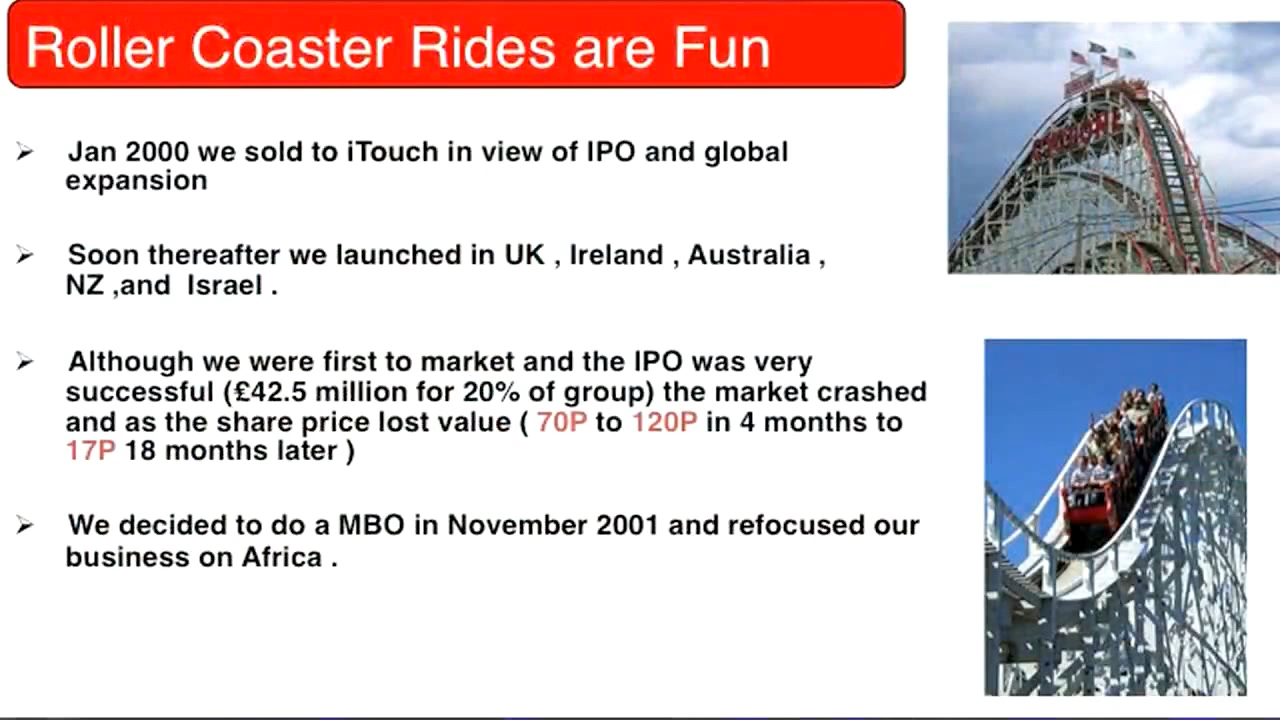 Roller Coaster Rides are Fun
Jan 2000 we sold to iTouch in view of IPO and global
expansion
Soon thereafter we launched in UK , Ireland , Australia ,
NZ ,and Israel .
Although we were first to market and the IPO was very
successful (£42.5 million for 20% of group) the market crashed
and as the share price lost value ( 70P to 120P in 4 months to
17P 18 months later )
We decided to do a MBO in November 2001 and refocused our
business on Africa .